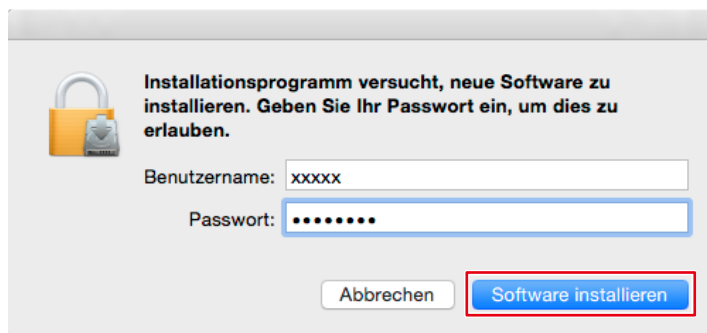 Installationsprogramm versucht, neue Software zu
installieren. Geben Sie Ihr Passwort ein, um dies zu
erlauben.
Benutzername: xxxxx
Passwort: ••••••••
Abbrechen Software installieren